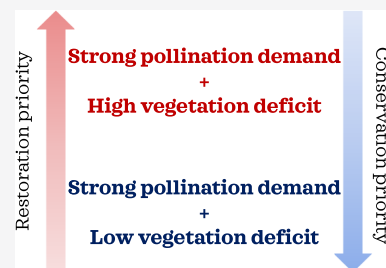 Restoration priority
Strong pollination demand
+
High vegetation deficit
Strong pollination demand
+
Low vegetation deficit
Conservation priority